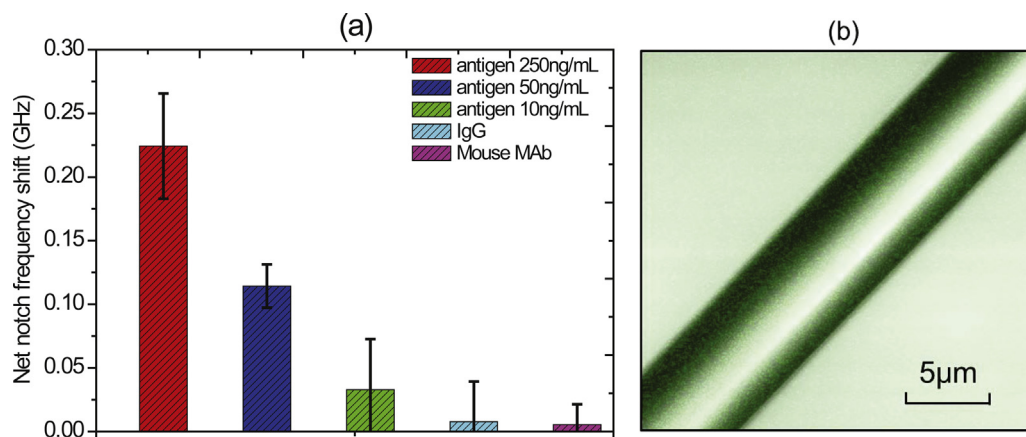 (a)
Net notch frequency shift (GHz)
0.30
0.25
0.20
0.15
0.10
0.05
0.00
antigen 250ng/mL
antigen 50ng/mL
antigen 10ng/mL
IgG
Mouse MAb
(b)
5μm